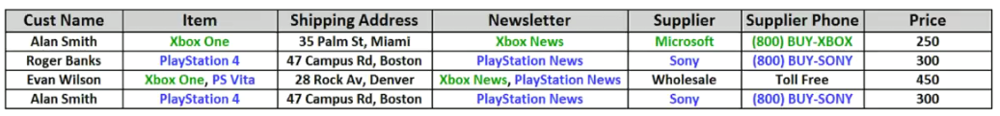 Cust Name Item Shipping Address Newsletter Supplier Supplier Phone Price
Alan Smith Xbox One 35 Palm St, Miami Xbox News Microsoft (800) BUY-XBOX 250
Roger Banks PlayStation 4 47 Campus Rd, Boston PlayStation News Sony (800) BUY-SONY 300
Evan Wilson Xbox One, PS Vita 28 Rock Av, Denver Xbox News, PlayStation News Wholesale Toll Free 450
Alan Smith PlayStation 4 47 Campus Rd, Boston PlayStation News Sony (800) BUY-SONY 300